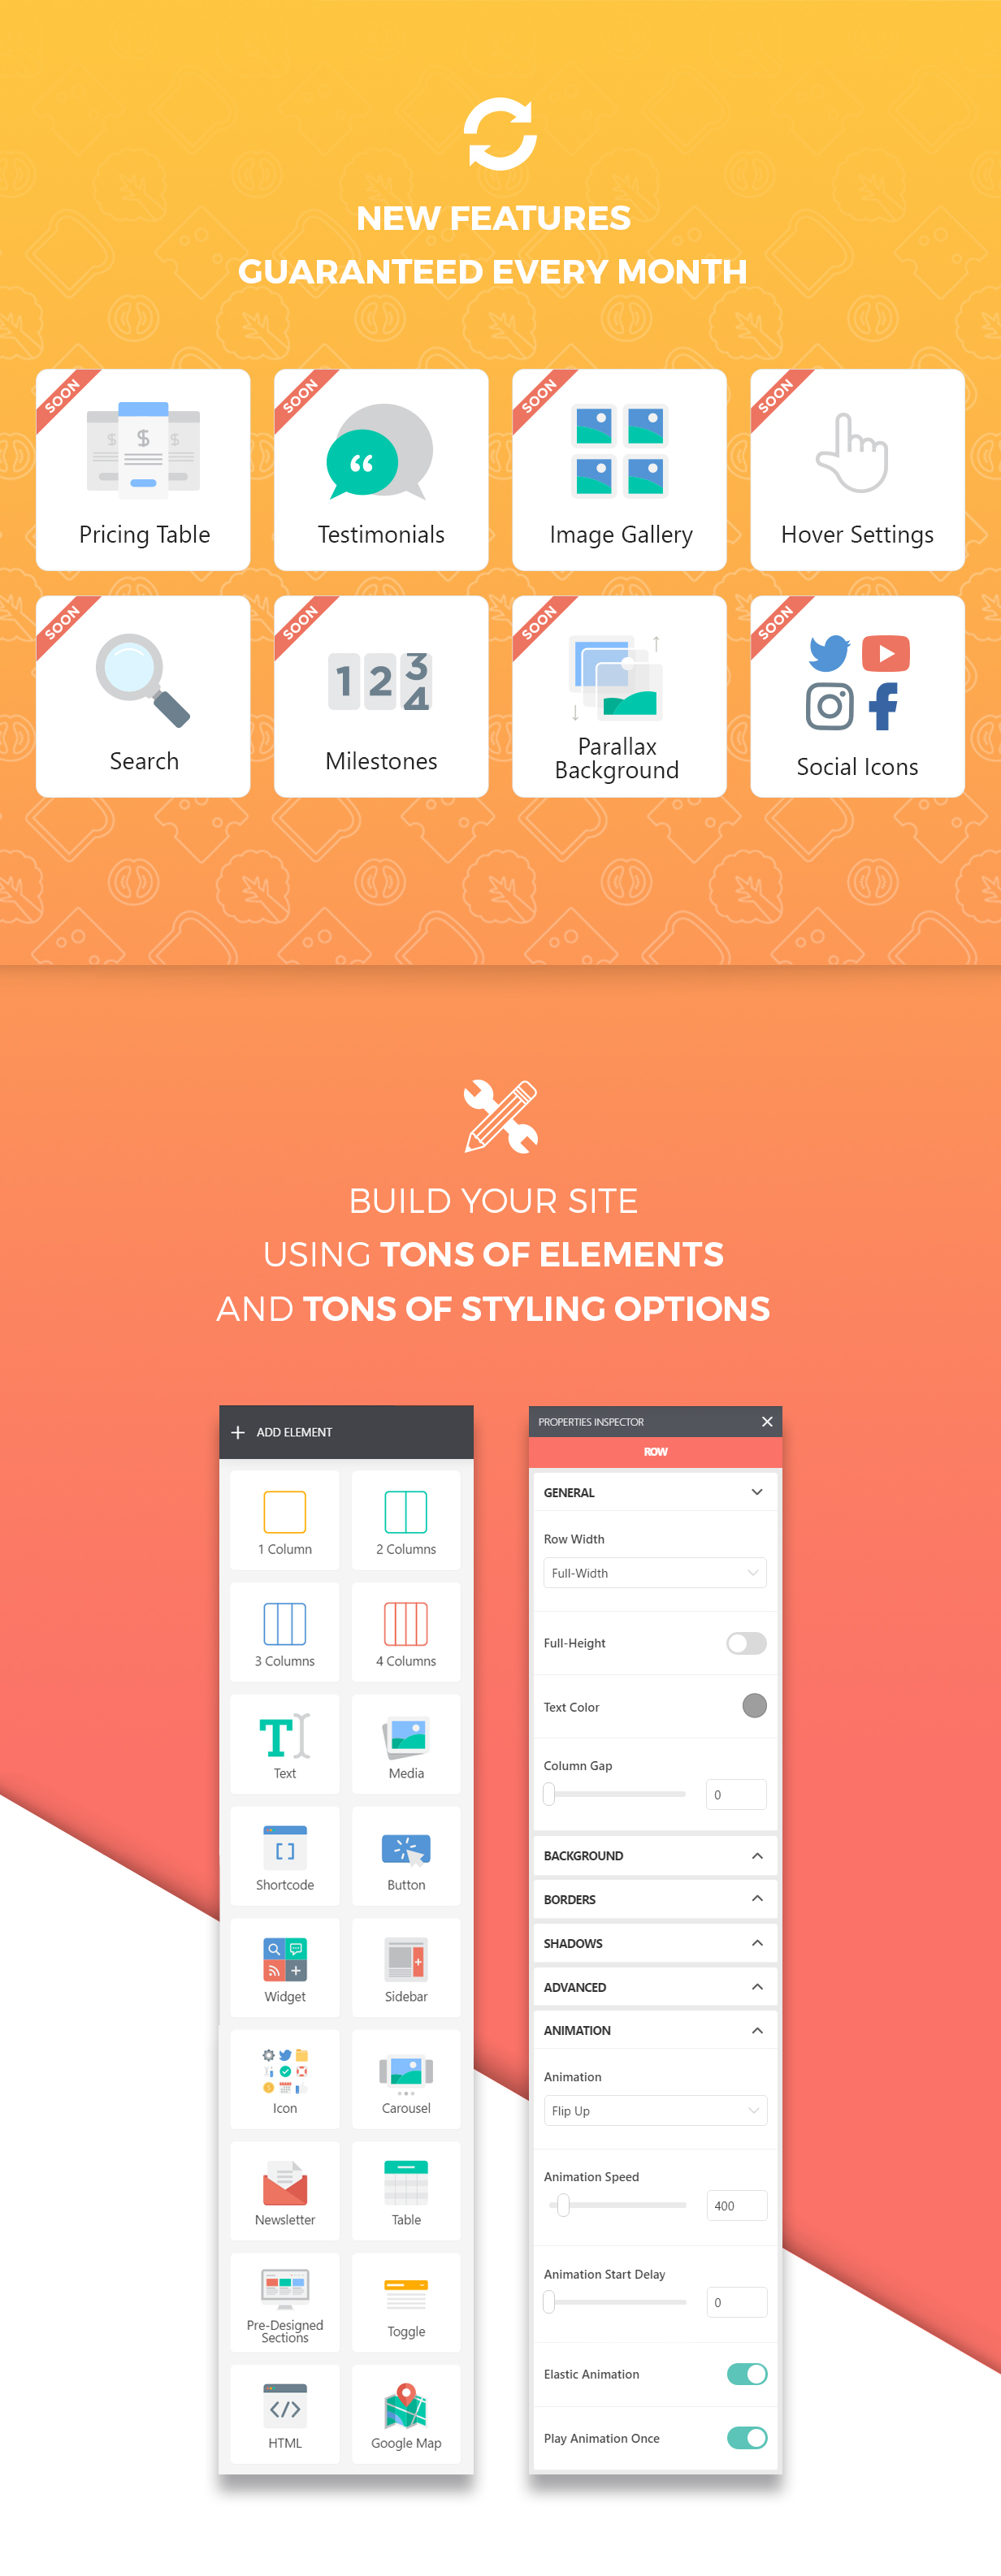 NEW FEATURES
GUARANTEED EVERY MONTH
SOON
$ $ $
Pricing Table
SOON
“
Testimonials
SOON
Image Gallery
SOON
Hover Settings
SOON
Search
SOON
1 2 3
4
Milestones
SOON
Parallax
Background
SOON
Social Icons
BUILD YOUR SITE
USING TONS OF ELEMENTS
AND TONS OF STYLING OPTIONS
+ ADD ELEMENT
1 Column
2 Columns
3 Columns
4 Columns
T
Text
Media
[ ]
Shortcode
Button
Widget
Sidebar
Icon
Carousel
Newsletter
Table
Pre-Designed
Sections
Toggle
</>
HTML
Google Map
PROPERTIES INSPECTOR
ROW
GENERAL
Row Width
Full-Width
Full-Height
Text Color
Column Gap
0
BACKGROUND
BORDERS
SHADOWS
ADVANCED
ANIMATION
Animation
Flip Up
Animation Speed
400
Animation Start Delay
0
Elastic Animation
Play Animation Once